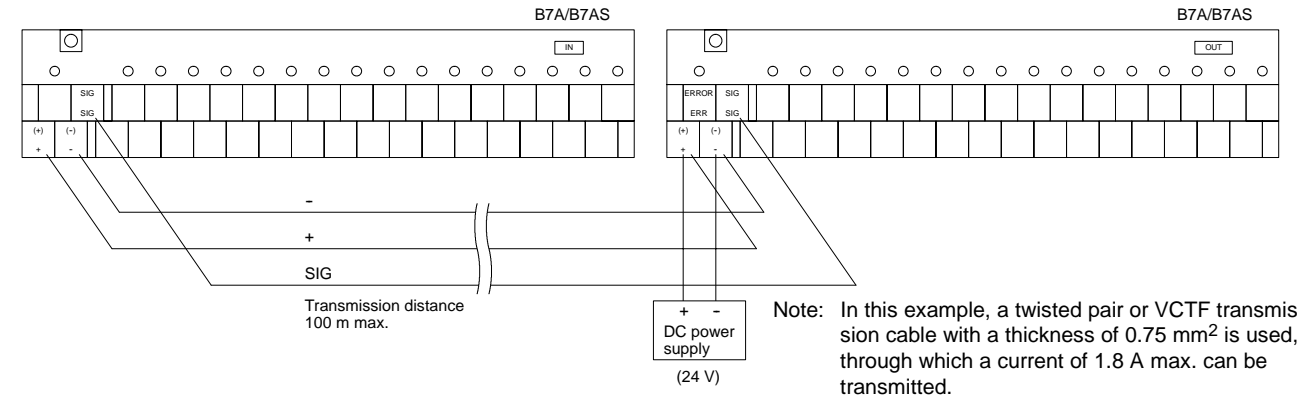 B7A/B7AS
B7A/B7AS
IN
OUT
SIG
ERROR SIG
SIG
ERR SIG
(+) (-)
(+) (-)
+ -
+ -
-
+
SIG
Transmission distance
100 m max.
+ -
DC power
supply
(24 V)
Note: In this example, a twisted pair or VCTF transmis
sion cable with a thickness of 0.75 mm2 is used,
through which a current of 1.8 A max. can be
transmitted.